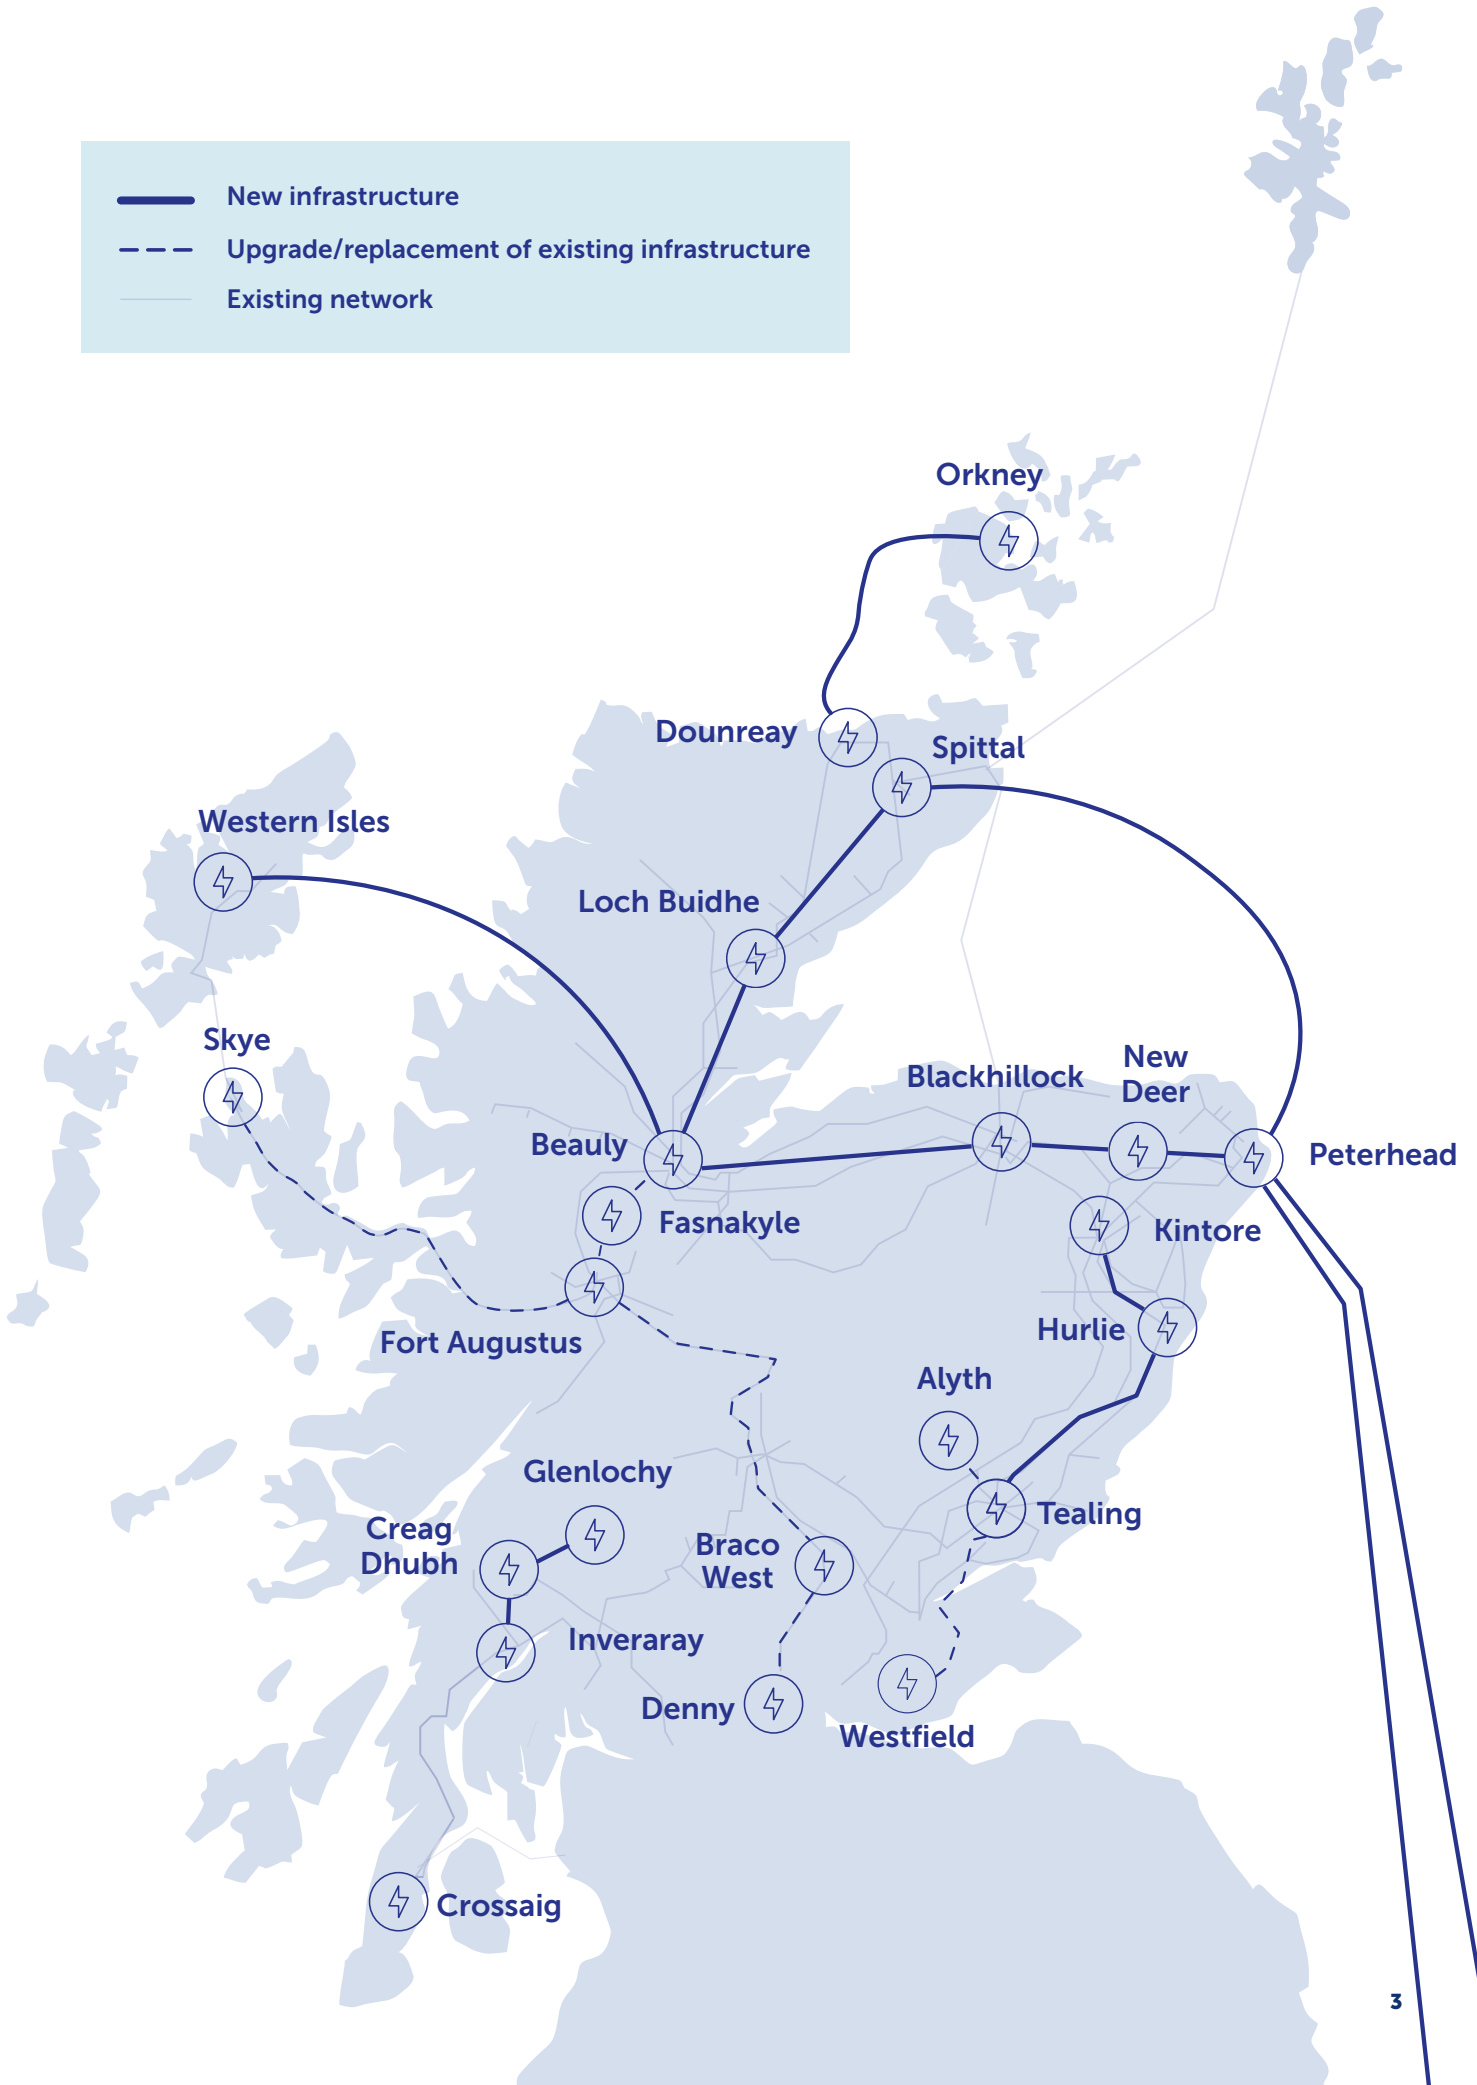 New infrastructure
Upgrade/replacement of existing infrastructure
Existing network
Orkney
Dounreay
Spittal
Western Isles
Loch Buidhe
Skye
Blackhillock
New
Deer
Beauly
Peterhead
Fasnakyle
Kintore
Fort Augustus
Hurlie
Alyth
Glenlochy
Tealing
Creag
Dhubh
Braco
West
Inveraray
Denny
Westfield
Crossaig
3